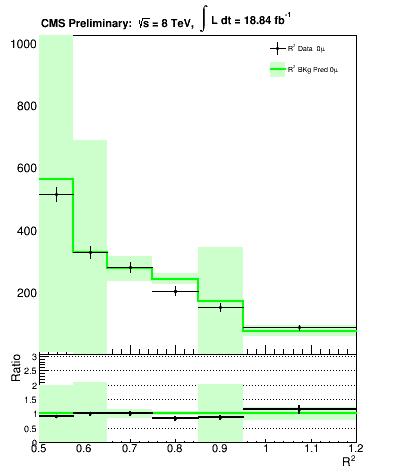 CMS Preliminary: √s = 8 TeV, ∫ L dt = 18.84 fb⁻¹
R² Data 0μ
R² BKg Pred 0μ
1000
800
600
400
200
Ratio
3
2.5
2
1.5
1
0.5
0
0.5 0.6 0.7 0.8 0.9 1 1.1 1.2
R²